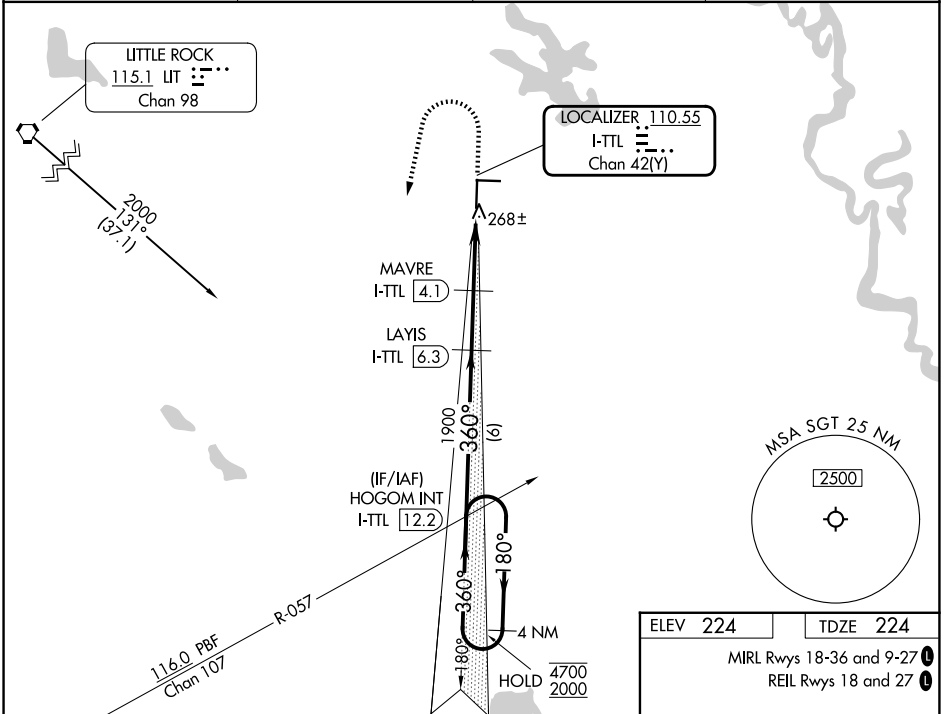 LITTLE ROCK
115.1 LIT
Chan 98
2000
131°
(37.1)
LOCALIZER 110.55
I-TTL
Chan 42(Y)
268±
MAVRE
I-TTL 4.1
LAYIS
I-TTL 6.3
1900
360°
(6)
(IF/IAF)
HOGOM INT
I-TTL 12.2
360°
180°
180°
4 NM
HOLD 4700
2000
R-057
116.0 PBF
Chan 107
MSA SGT 25 NM
2500
ELEV 224
TDZE 224
MIRL Rwys 18-36 and 9-27 L
REIL Rwys 18 and 27 L